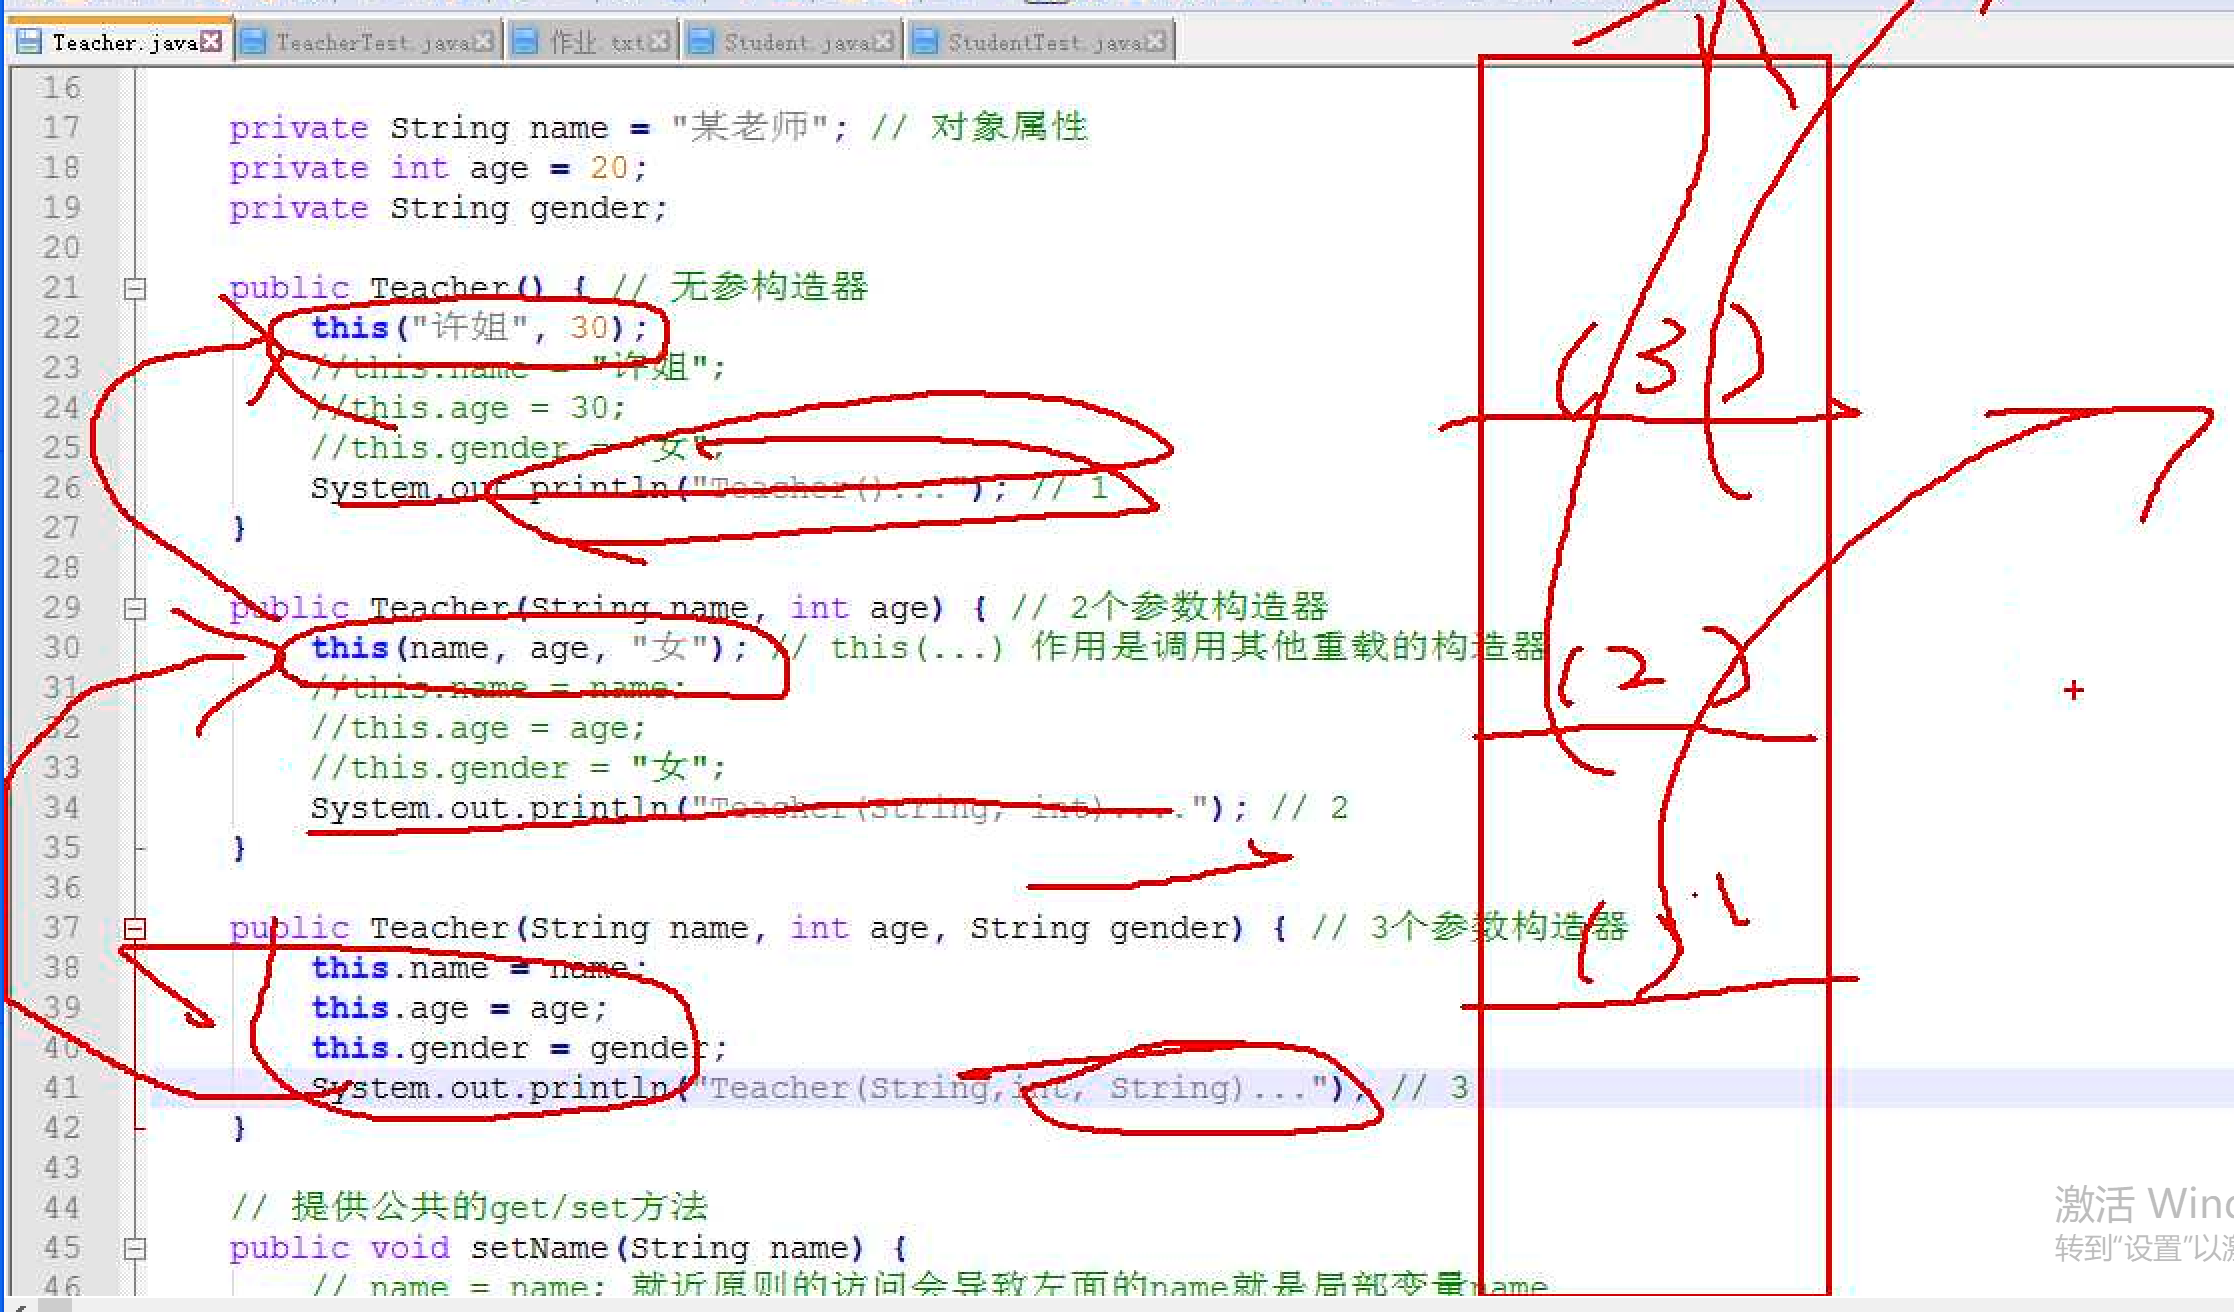 Teacher.java TeacherTest.java 作业.txt Student.java StudentTest.java
16
17 private String name = "某老师"; // 对象属性
18 private int age = 20;
19 private String gender;
20
21 public Teacher() { // 无参构造器
22 this("许姐", 30);
23 //this.name = "许姐";
24 //this.age = 30;
25 //this.gender = "女";
26 System.out.println("Teacher()..."); // 1
27 }
28
29 public Teacher(String name, int age) { // 2个参数构造器
30 this(name, age, "女"); // this(...) 作用是调用其他重载的构造器
31 //this.name = name;
32 //this.age = age;
33 //this.gender = "女";
34 System.out.println("Teacher(String, int)...."); // 2
35 }
36
37 public Teacher(String name, int age, String gender) { // 3个参数构造器
38 this.name = name;
39 this.age = age;
40 this.gender = gender;
41 System.out.println("Teacher(String,int, String)..."); // 3
42 }
43
44 // 提供公共的get/set方法
45 public void setName(String name) {
46 // name = name; 就近原则的访问会导致左面的name就是局部变量name
(3)
(2)
(1
激活 Wind
转到"设置"以激